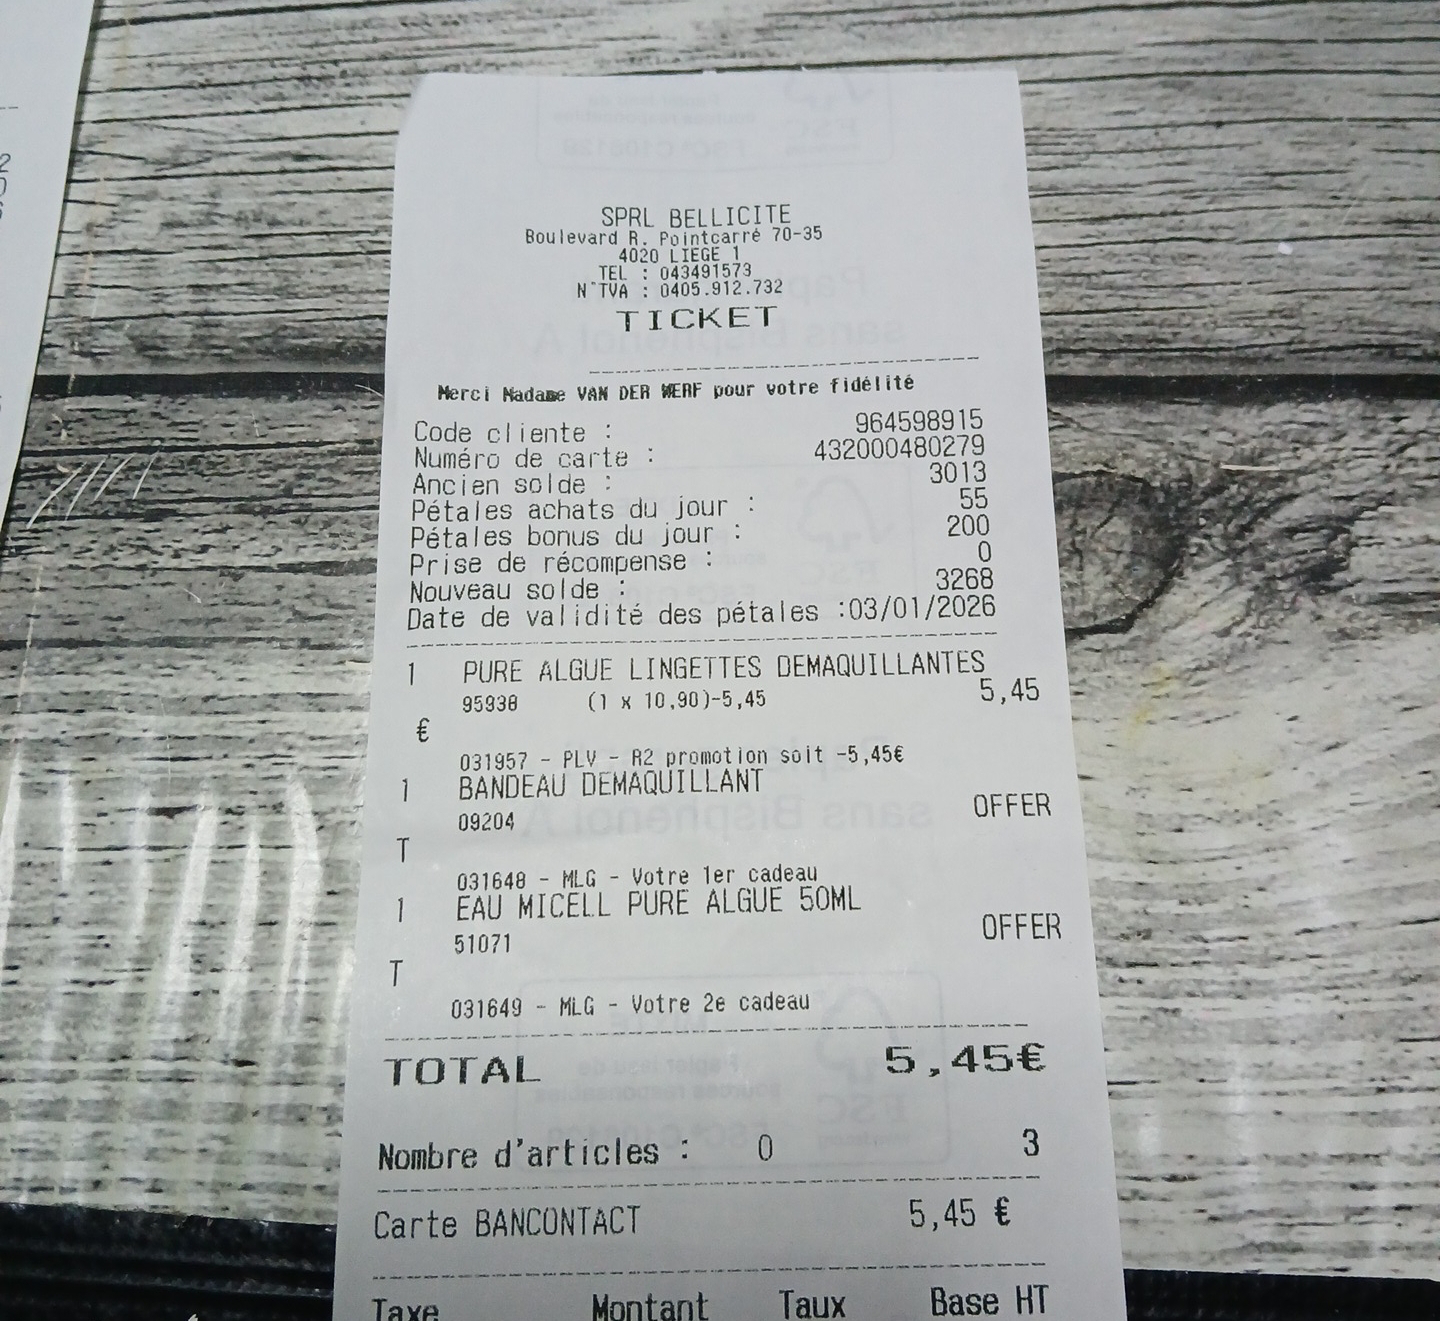 SPRL BELLICITE
Boulevard R. Pointcarré 70-35
4020 LIEGE 1
TEL : 043491573
N°TVA : 0405.912.732
TICKET
Merci Madame VAN DER WERF pour votre fidélité
Code cliente : 964598915
Numéro de carte : 432000480279
Ancien solde : 3013
Pétales achats du jour : 55
Pétales bonus du jour : 200
Prise de récompense : 0
Nouveau solde : 3268
Date de validité des pétales :03/01/2026
1 PURE ALGUE LINGETTES DEMAQUILLANTES
95938 (1 x 10,90)-5,45 5,45
€
031957 - PLV - R2 promotion soit -5,45€
1 BANDEAU DEMAQUILLANT
09204 OFFER
T
031648 - MLG - Votre 1er cadeau
1 EAU MICELL PURE ALGUE 50ML
51071 OFFER
T
031649 - MLG - Votre 2e cadeau
TOTAL 5,45€
Nombre d'articles : 0 3
Carte BANCONTACT 5,45 €
Taxe Montant Taux Base HT